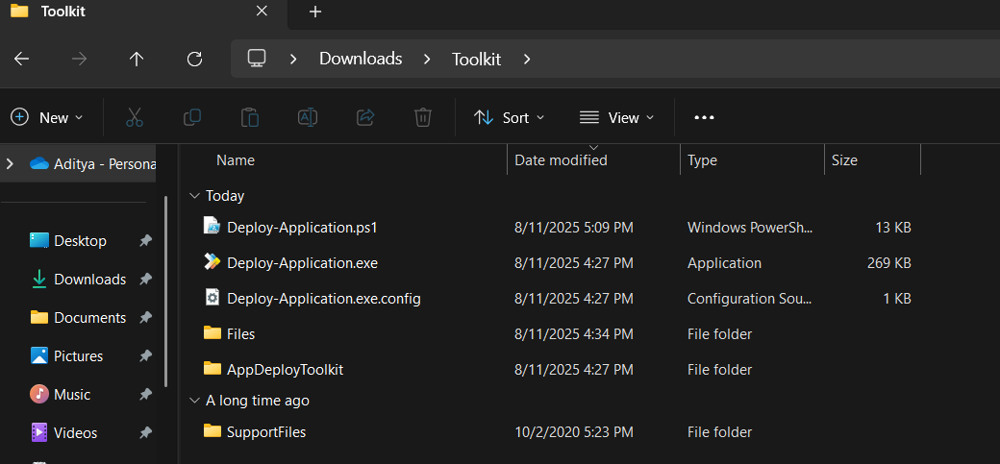 Toolkit
Downloads Toolkit
New Sort View
Aditya - Persona
Name Date modified Type Size
Today
Deploy-Application.ps1 8/11/2025 5:09 PM Windows PowerSh... 13 KB
Desktop
Deploy-Application.exe 8/11/2025 4:27 PM Application 269 KB
Downloads
Deploy-Application.exe.config 8/11/2025 4:27 PM Configuration Sou... 1 KB
Documents
Files 8/11/2025 4:34 PM File folder
Pictures
AppDeployToolkit 8/11/2025 4:27 PM File folder
Music
A long time ago
Videos
SupportFiles 10/2/2020 5:23 PM File folder